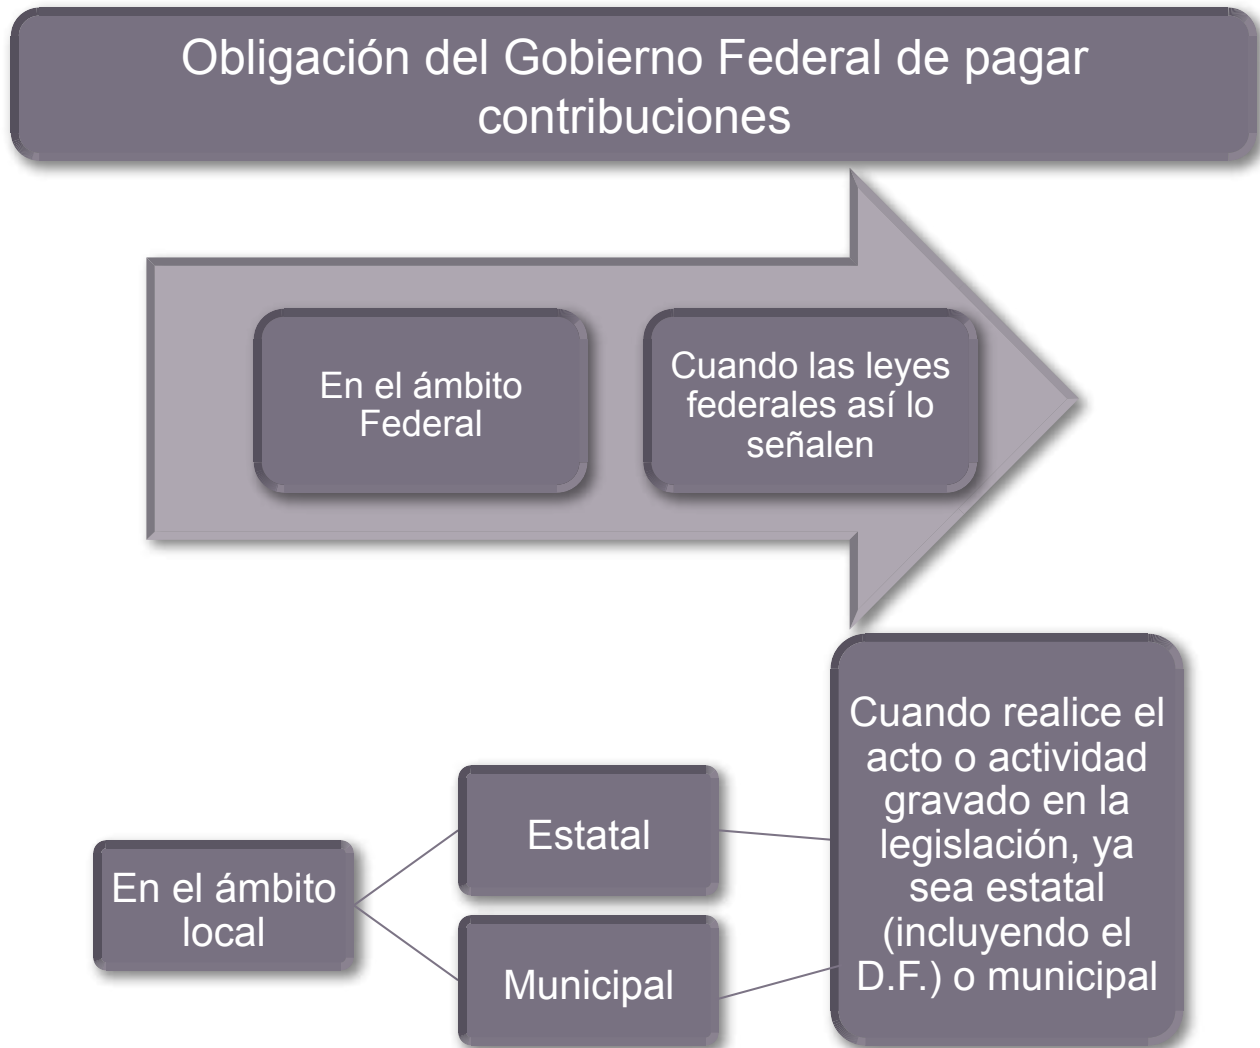 Obligación del Gobierno Federal de pagar
contribuciones
En el ámbito
Federal
Cuando las leyes
federales así lo
señalen
En el ámbito
local
Estatal
Municipal
Cuando realice el
acto o actividad
gravado en la
legislación, ya
sea estatal
(incluyendo el
D.F.) o municipal